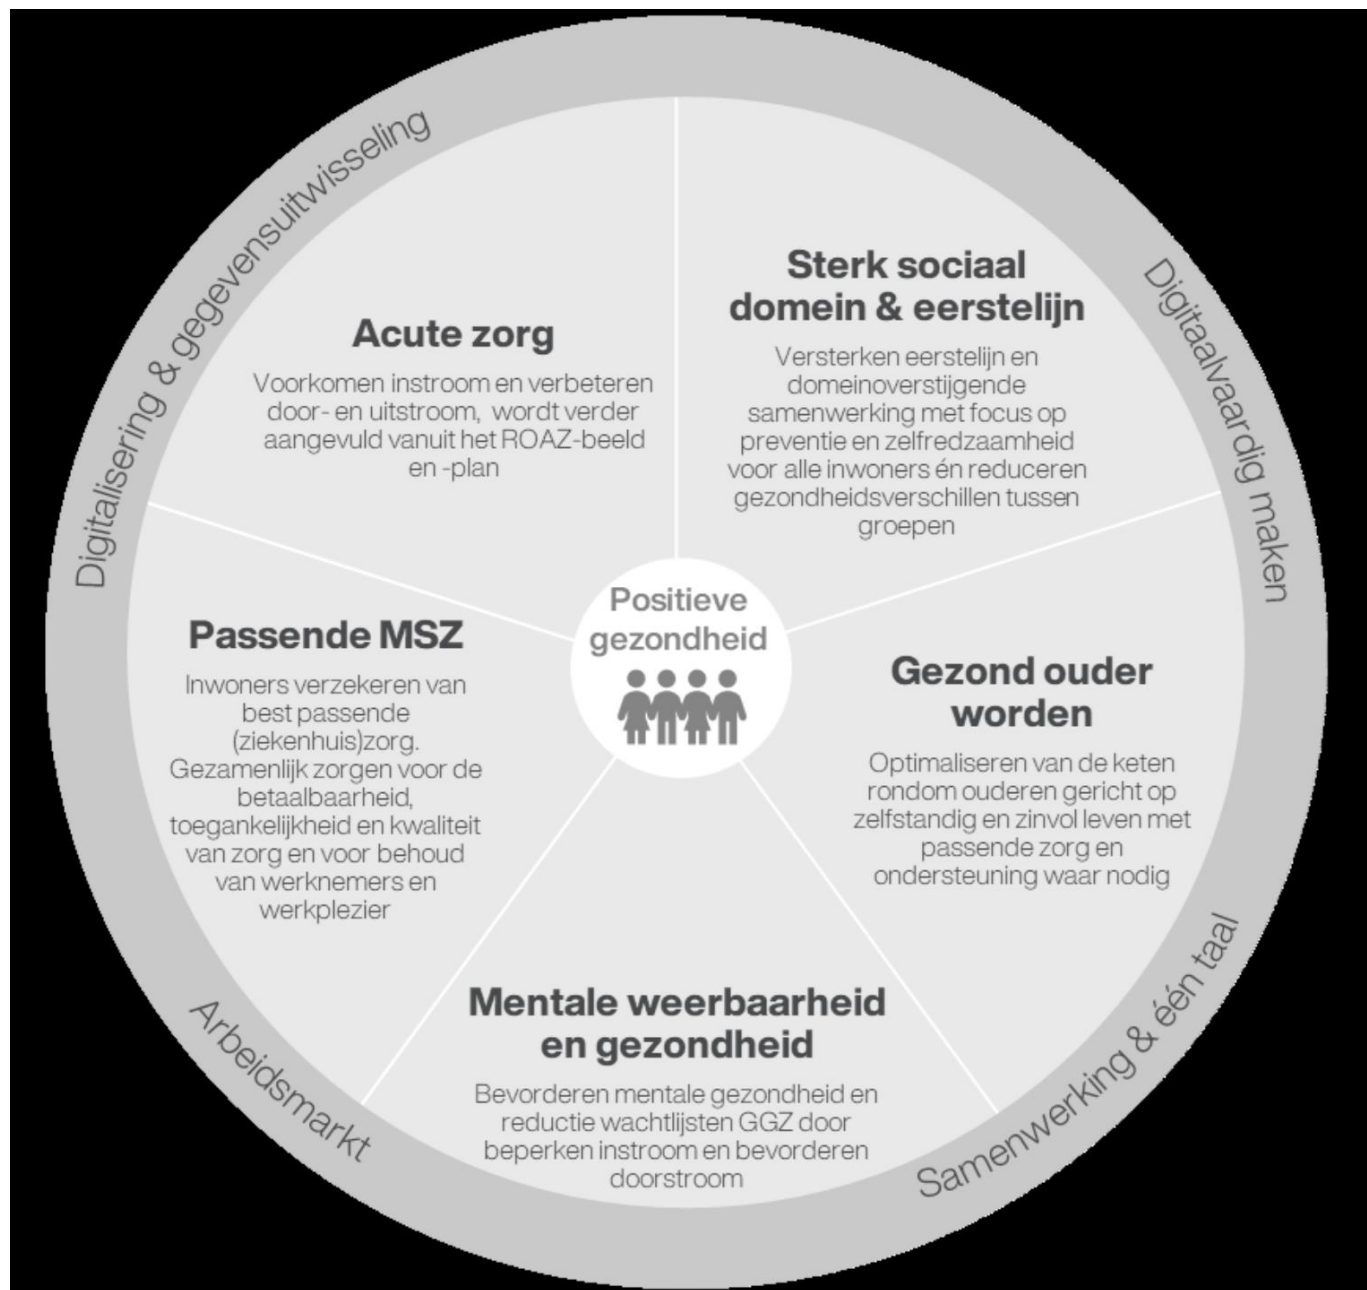 Digitalisering & gegevensuitwisseling
Digitaalvaardig maken
Samenwerking & één taal
Arbeidsmarkt
Sterk sociaal
domein & eerstelijn
Versterken eerstelijn en
domeinoverstijgende
samenwerking met focus op
preventie en zelfredzaamheid
voor alle inwoners én reduceren
gezondheidsverschillen tussen
groepen
Acute zorg
Voorkomen instroom en verbeteren
door- en uitstroom, wordt verder
aangevuld vanuit het ROAZ-beeld
en -plan
Positieve
gezondheid
Passende MSZ
Inwoners verzekeren van
best passende
(ziekenhuis)zorg.
Gezamenlijk zorgen voor de
betaalbaarheid,
toegankelijkheid en kwaliteit
van zorg en voor behoud
van werknemers en
werkplezier
Gezond ouder
worden
Optimaliseren van de keten
rondom ouderen gericht op
zelfstandig en zinvol leven met
passende zorg en
ondersteuning waar nodig
Mentale weerbaarheid
en gezondheid
Bevorderen mentale gezondheid en
reductie wachtlijsten GGZ door
beperken instroom en bevorderen
doorstroom